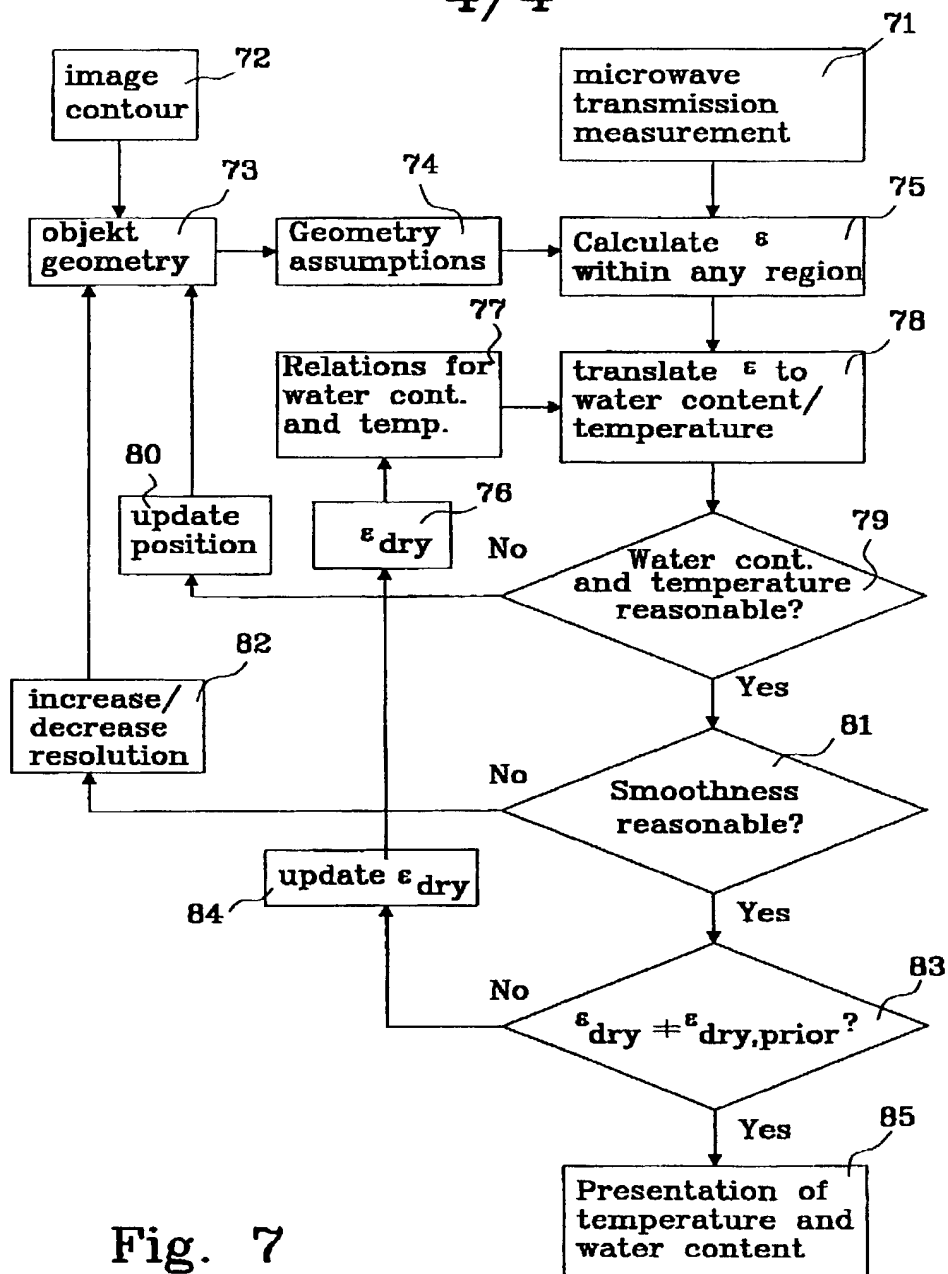 4/4
71
72
image
contour
microwave
transmission
measurement
73
74
75
objekt
geometry
Geometry
assumptions
Calculate ε
within any region
77
78
Relations for
water cont.
and temp.
translate ε to
water content/
temperature
80
update
position
76
εdry
No
79
Water cont.
and temperature
reasonable?
82
increase/
decrease
resolution
Yes
81
No
Smoothness
reasonable?
update εdry
84
Yes
83
No
εdry ≠ εdry,prior?
Yes
85
Presentation of
temperature and
water content
Fig. 7